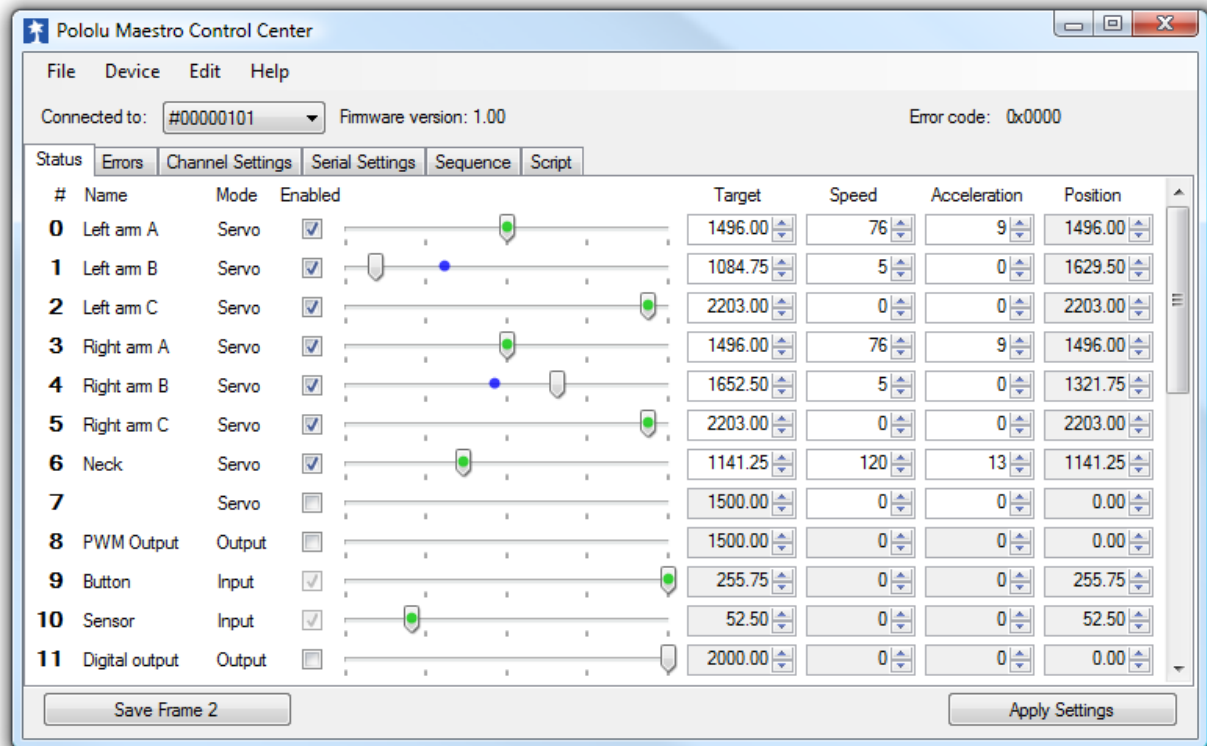 Pololu Maestro Control Center
File Device Edit Help
Connected to: #00000101 Firmware version: 1.00 Error code: 0x0000
Status Errors Channel Settings Serial Settings Sequence Script
# Name Mode Enabled Target Speed Acceleration Position
0 Left arm A Servo 1496.00 76 9 1496.00
1 Left arm B Servo 1084.75 5 0 1629.50
2 Left arm C Servo 2203.00 0 0 2203.00
3 Right arm A Servo 1496.00 76 9 1496.00
4 Right arm B Servo 1652.50 5 0 1321.75
5 Right arm C Servo 2203.00 0 0 2203.00
6 Neck Servo 1141.25 120 13 1141.25
7 Servo 1500.00 0 0 0.00
8 PWM Output Output 1500.00 0 0 0.00
9 Button Input 255.75 0 0 255.75
10 Sensor Input 52.50 0 0 52.50
11 Digital output Output 2000.00 0 0 0.00
Save Frame 2 Apply Settings